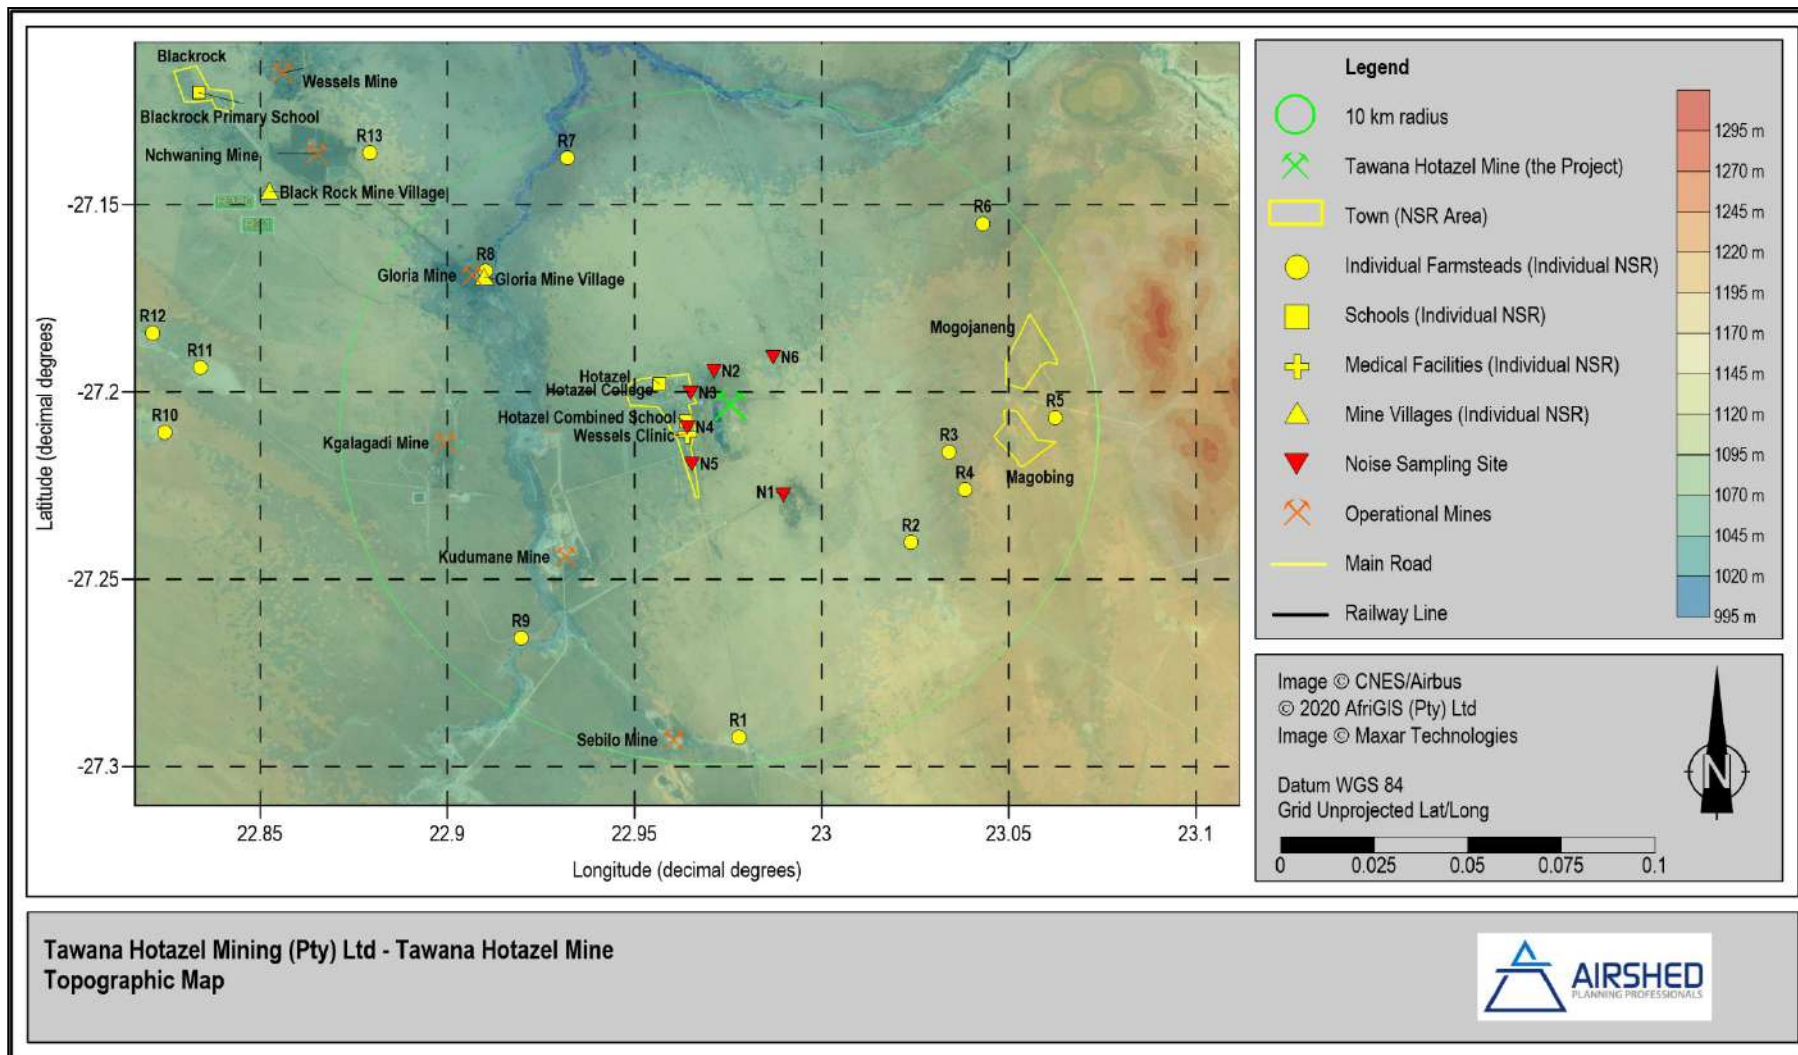 Blackrock
Wessels Mine
Blackrock Primary School
R13
R7
Nchwaning Mine
Black Rock Mine Village
R6
R8
Gloria Mine
Gloria Mine Village
R12
R11
Mogojaneng
N6
N2
Hotazel
Hotazel College
N3
R10
Hotazel Combined School
N4
R5
Kgalagadi Mine
Wessels Clinic
R3
N5
R4
Magobing
N1
R2
Kudumane Mine
R9
R1
Sebilo Mine
-27.15
-27.2
-27.25
-27.3
Latitude (decimal degrees)
22.85
22.9
22.95
23
23.05
23.1
Longitude (decimal degrees)
Legend
10 km radius
Tawana Hotazel Mine (the Project)
Town (NSR Area)
Individual Farmsteads (Individual NSR)
Schools (Individual NSR)
Medical Facilities (Individual NSR)
Mine Villages (Individual NSR)
Noise Sampling Site
Operational Mines
Main Road
Railway Line
1295 m
1270 m
1245 m
1220 m
1195 m
1170 m
1145 m
1120 m
1095 m
1070 m
1045 m
1020 m
995 m
Image © CNES/Airbus
© 2020 AfriGIS (Pty) Ltd
Image © Maxar Technologies
Datum WGS 84
Grid Unprojected Lat/Long
N
0 0.025 0.05 0.075 0.1
Tawana Hotazel Mining (Pty) Ltd - Tawana Hotazel Mine
Topographic Map
AIRSHED
PLANNING PROFESSIONALS